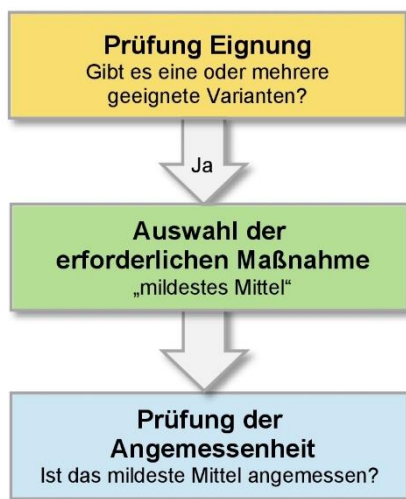 Prüfung Eignung
Gibt es eine oder mehrere
geeignete Varianten?
Ja
Auswahl der
erforderlichen Maßnahme
„mildestes Mittel“
Prüfung der
Angemessenheit
Ist das mildeste Mittel angemessen?